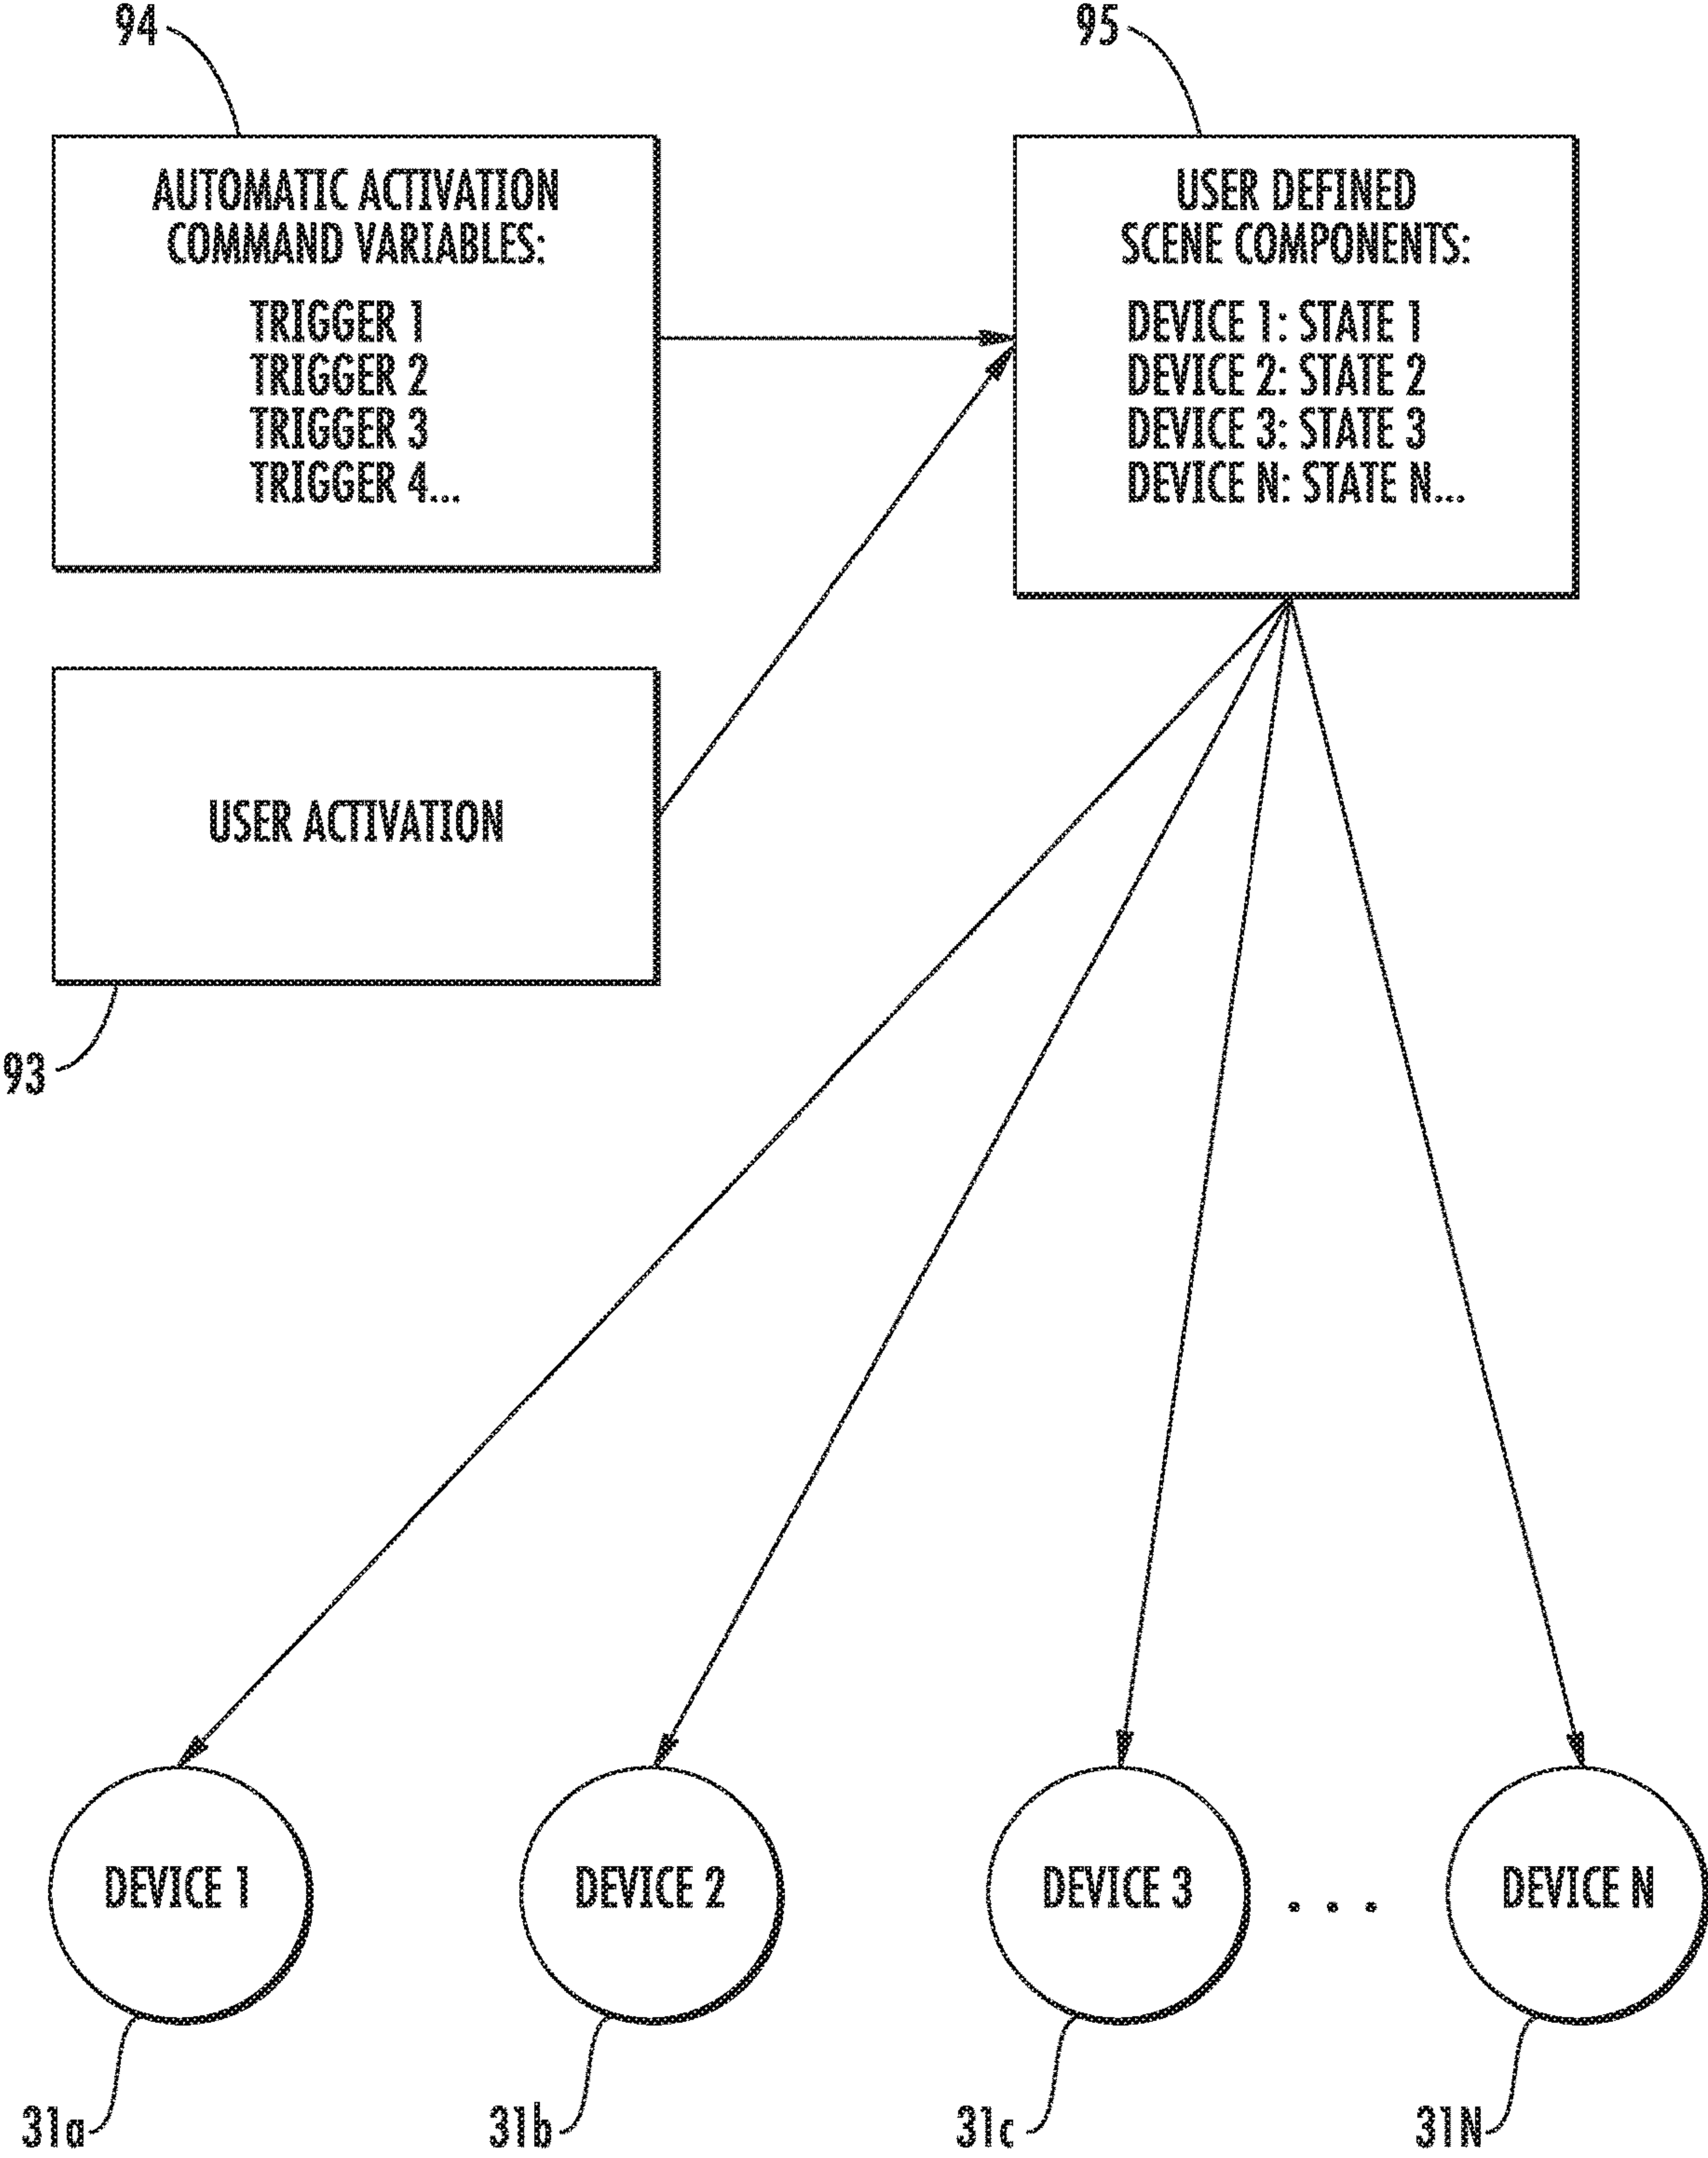 94
95
AUTOMATIC ACTIVATION
COMMAND VARIABLES:
TRIGGER 1
TRIGGER 2
TRIGGER 3
TRIGGER 4...
USER DEFINED
SCENE COMPONENTS:
DEVICE 1: STATE 1
DEVICE 2: STATE 2
DEVICE 3: STATE 3
DEVICE N: STATE N...
USER ACTIVATION
93
DEVICE 1
DEVICE 2
DEVICE 3
. . .
DEVICE N
31a
31b
31c
31N